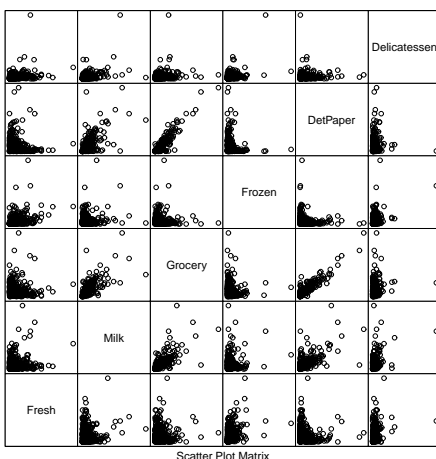 Delicatessen
DetPaper
Frozen
Grocery
Milk
Fresh
Scatter Plot Matrix